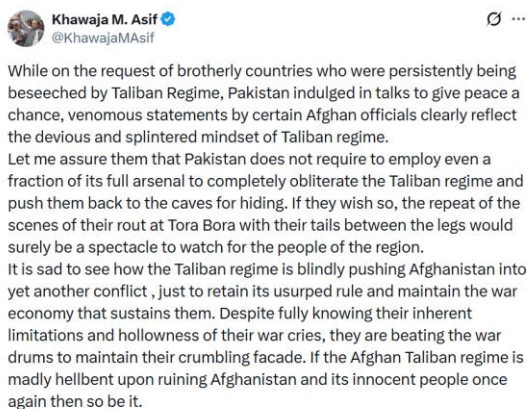 Khawaja M. Asif
@KhawajaMAsif
While on the request of brotherly countries who were persistently being
beseeched by Taliban Regime, Pakistan indulged in talks to give peace a
chance, venomous statements by certain Afghan officials clearly reflect
the devious and splintered mindset of Taliban regime.
Let me assure them that Pakistan does not require to employ even a
fraction of its full arsenal to completely obliterate the Taliban regime and
push them back to the caves for hiding. If they wish so, the repeat of the
scenes of their rout at Tora Bora with their tails between the legs would
surely be a spectacle to watch for the people of the region.
It is sad to see how the Taliban regime is blindly pushing Afghanistan into
yet another conflict , just to retain its usurped rule and maintain the war
economy that sustains them. Despite fully knowing their inherent
limitations and hollowness of their war cries, they are beating the war
drums to maintain their crumbling facade. If the Afghan Taliban regime is
madly hellbent upon ruining Afghanistan and its innocent people once
again then so be it.